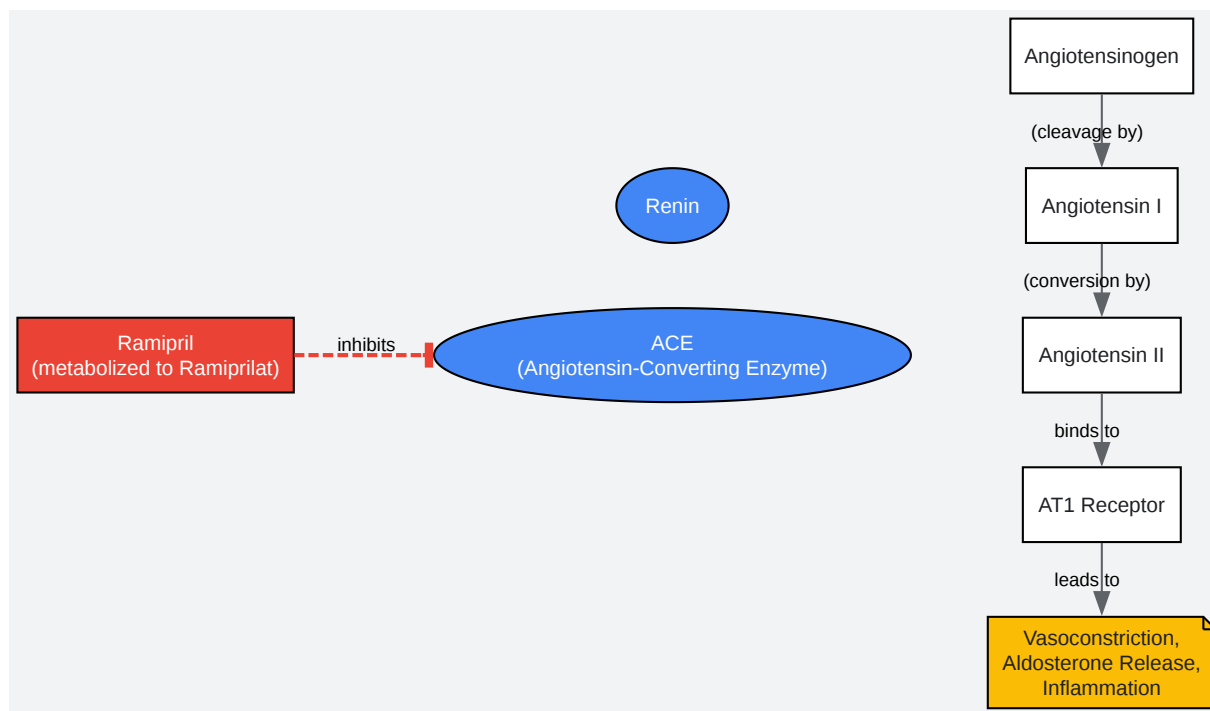 Angiotensinogen
(cleavage by)
Renin
Angiotensin I
(conversion by)
Ramipril
(metabolized to Ramiprilat)
inhibits
ACE
(Angiotensin-Converting Enzyme)
Angiotensin II
binds to
AT1 Receptor
leads to
Vasoconstriction,
Aldosterone Release,
Inflammation